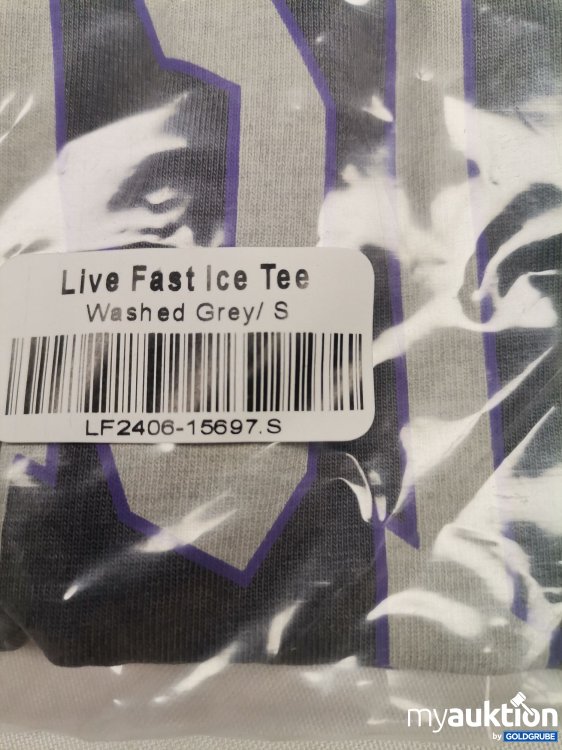 Live Fast Ice Tee
Washed Grey/ S
LF2406-15697.S
myauktion
by GOLDGRUBE